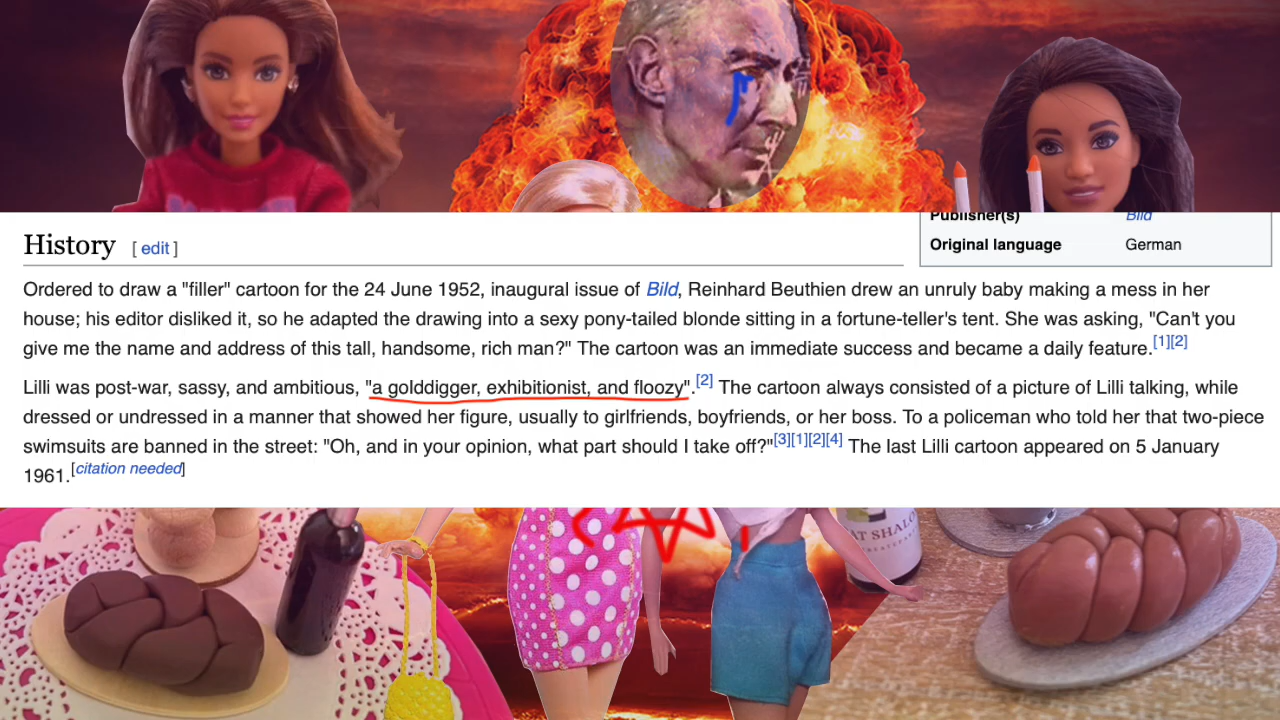 Publisher(s) Bild
Original language German
History [ edit ]
Ordered to draw a "filler" cartoon for the 24 June 1952, inaugural issue of Bild, Reinhard Beuthien drew an unruly baby making a mess in her
house; his editor disliked it, so he adapted the drawing into a sexy pony-tailed blonde sitting in a fortune-teller's tent. She was asking, "Can't you
give me the name and address of this tall, handsome, rich man?" The cartoon was an immediate success and became a daily feature.[1][2]
Lilli was post-war, sassy, and ambitious, "a golddigger, exhibitionist, and floozy".[2] The cartoon always consisted of a picture of Lilli talking, while
dressed or undressed in a manner that showed her figure, usually to girlfriends, boyfriends, or her boss. To a policeman who told her that two-piece
swimsuits are banned in the street: "Oh, and in your opinion, what part should I take off?"[3][1][2][4] The last Lilli cartoon appeared on 5 January
1961.[citation needed]